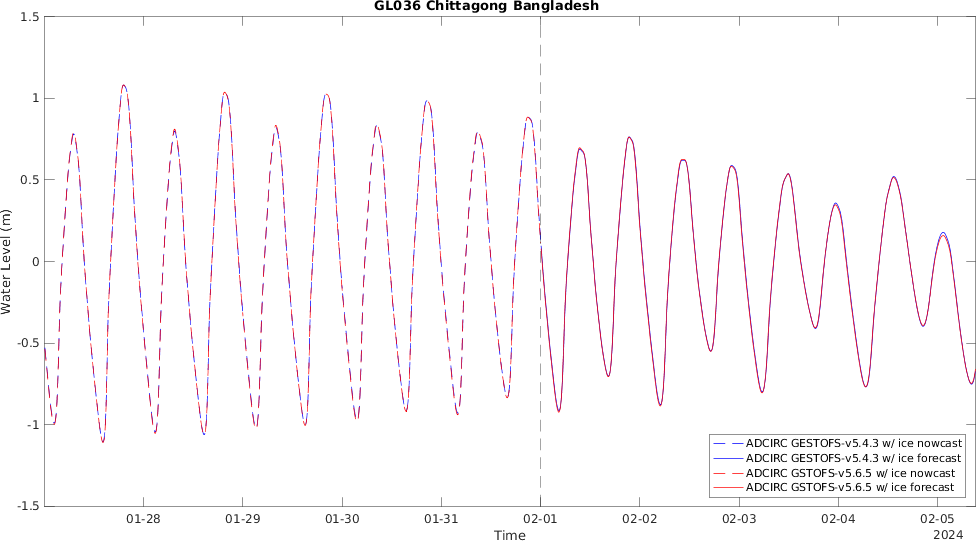 GL036 Chittagong Bangladesh
1.5
1
0.5
0
-0.5
-1
-1.5
Water Level (m)
01-28
01-29
01-30
01-31
02-01
02-02
02-03
02-04
02-05
Time
2024
ADCIRC GESTOFS-v5.4.3 w/ ice nowcast
ADCIRC GESTOFS-v5.4.3 w/ ice forecast
ADCIRC GSTOFS-v5.6.5 w/ ice nowcast
ADCIRC GSTOFS-v5.6.5 w/ ice forecast